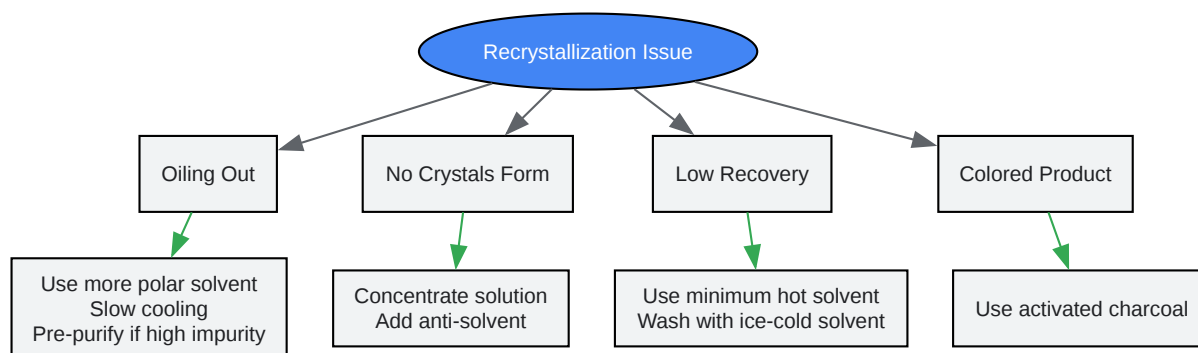 Recrystallization Issue
Oiling Out
No Crystals Form
Low Recovery
Colored Product
Use more polar solvent
Slow cooling
Pre-purify if high impurity
Concentrate solution
Add anti-solvent
Use minimum hot solvent
Wash with ice-cold solvent
Use activated charcoal